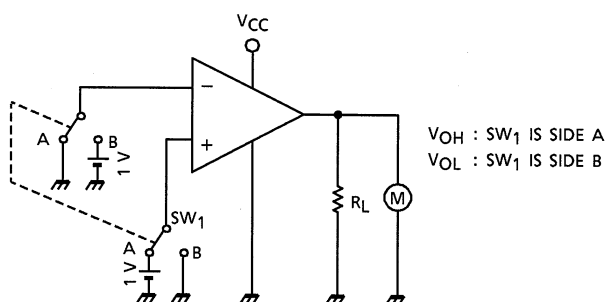 VCC
−
+
A
B
1 V
SW1
A
B
1 V
RL
M
VOH : SW1 IS SIDE A
VOL : SW1 IS SIDE B